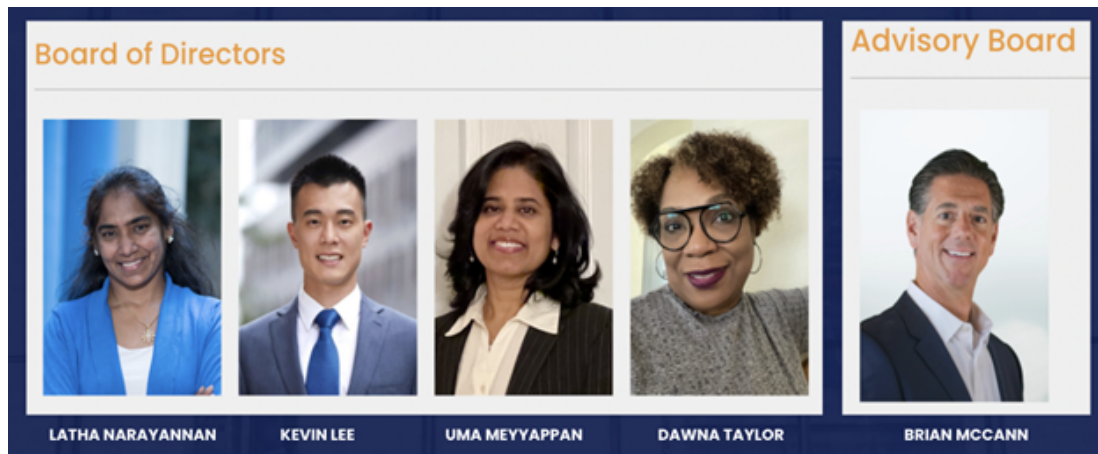 Board of Directors
Advisory Board
LATHA NARAYANNAN
KEVIN LEE
UMA MEYYAPPAN
DAWNA TAYLOR
BRIAN MCCANN